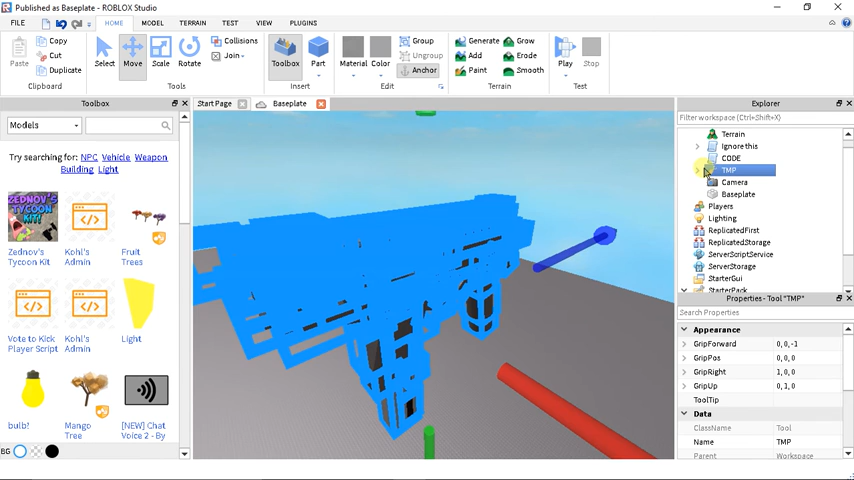 Published as Baseplate - ROBLOX Studio
FILE
HOME MODEL TERRAIN TEST VIEW PLUGINS
Paste
Copy
Cut
Duplicate
Clipboard
Select Move Scale Rotate
Collisions
Join
Tools
Toolbox Part
Insert
Material Color
Group
Ungroup
Anchor
Edit
Generate Grow
Add Erode
Paint Smooth
Terrain
Play Stop
Test
Toolbox
Models
Try searching for: NPC Vehicle Weapon
Building Light
ZEDNOV'S
TYCOON
KIT!
Zednov's
Tycoon Kit
Kohl's
Admin
Fruit
Trees
Vote to Kick
Player Script
Kohl's
Admin
Light
bulb!
Mango
Tree
[NEW] Chat
Voice 2 - By
BG
Start Page Baseplate
Explorer
Filter workspace (Ctrl+Shift+X)
Terrain
Ignore this
CODE
TMP
Camera
Baseplate
Players
Lighting
ReplicatedFirst
ReplicatedStorage
ServerScriptService
ServerStorage
StarterGui
StarterPack
Properties - Tool "TMP"
Search Properties
Appearance
GripForward 0,0,-1
GripPos 0,0,0
GripRight 1,0,0
GripUp 0,1,0
ToolTip
Data
ClassName Tool
Name TMP
Parent Workspace